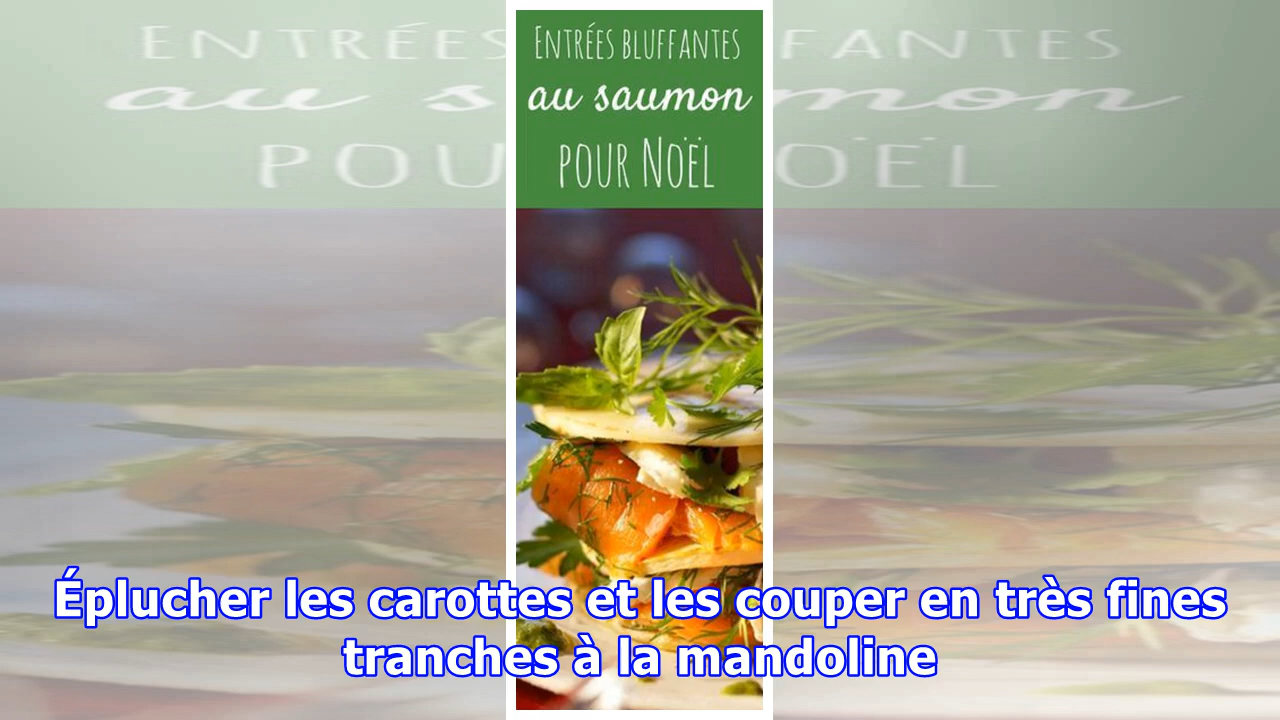 ENTRÉES BLUFFANTES
au saumon
POUR NOËL
Éplucher les carottes et les couper en très fines
tranches à la mandoline